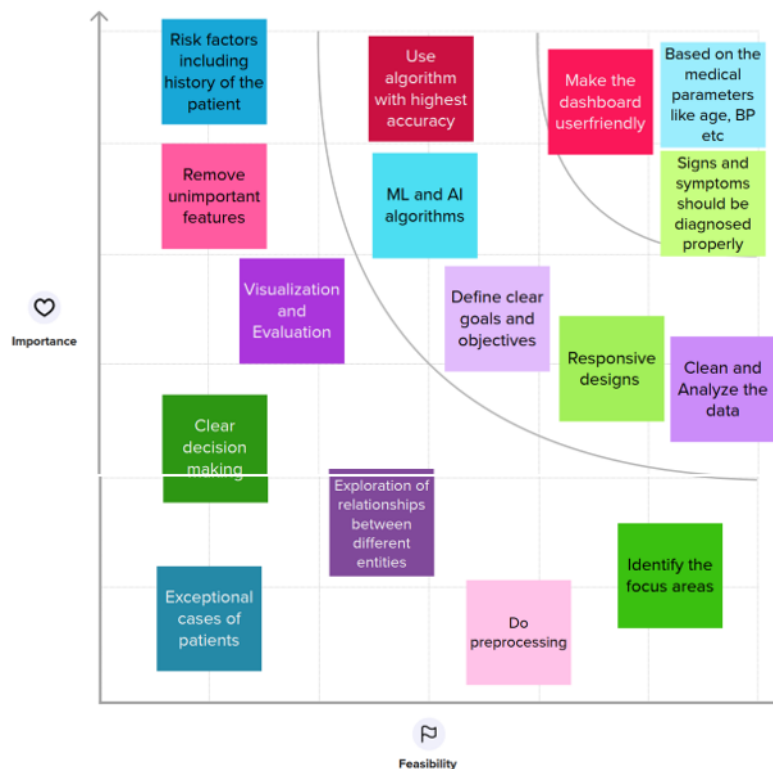 Risk factors
including
history of the
patient
Use
algorithm
with highest
accuracy
Make the
dashboard
userfriendly
Based on the
medical
parameters
like age, BP
etc
Remove
unimportant
features
ML and AI
algorithms
Signs and
symptoms
should be
diagnosed
properly
Visualization
and
Evaluation
Define clear
goals and
objectives
Importance
Responsive
designs
Clean and
Analyze the
data
Clear
decision
making
Exploration of
relationships
between
different
entities
Identify the
focus areas
Exceptional
cases of
patients
Do
preprocessing
Feasibility